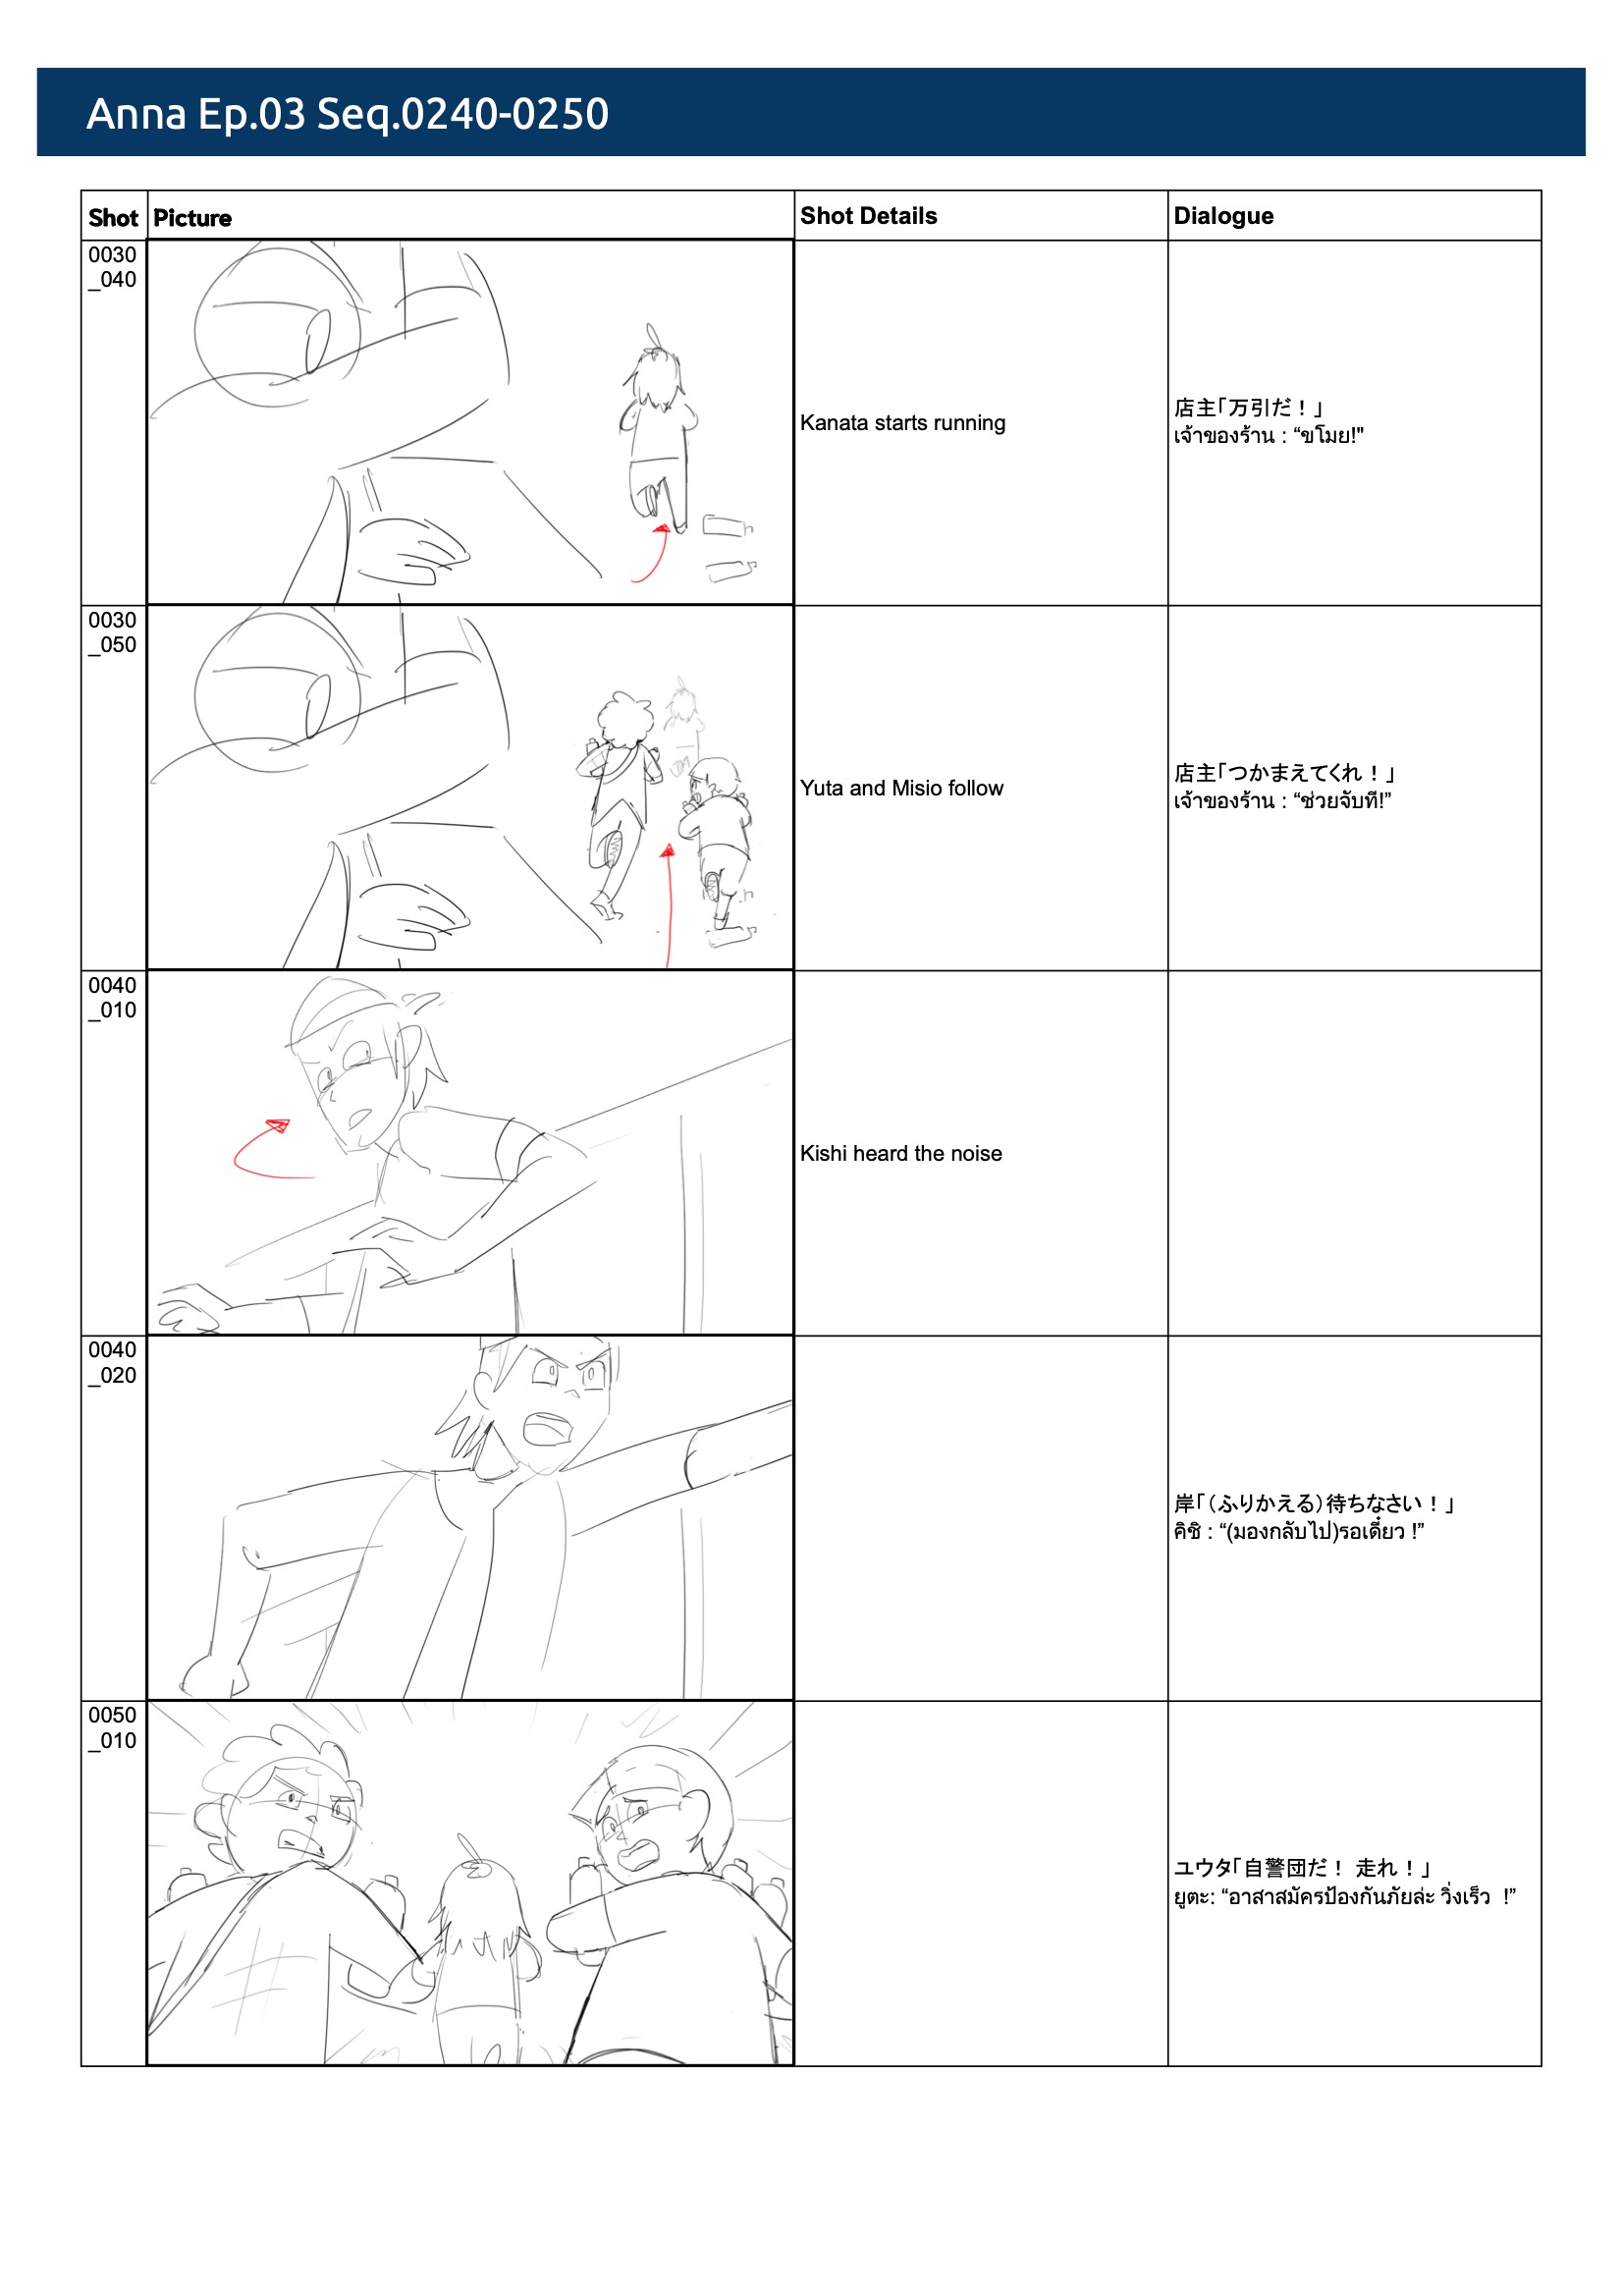 Anna Ep.03 Seq.0240-0250
Shot Picture Shot Details Dialogue
0030
_040
Kanata starts running
店主「万引だ！」
เจ้าของร้าน : “ขโมย!"
0030
_050
Yuta and Misio follow
店主「つかまえてくれ！」
เจ้าของร้าน : “ช่วยจับที!”
0040
_010
Kishi heard the noise
0040
_020
岸「（ふりかえる）待ちなさい！」
คิชิ : “(มองกลับไป)รอเดี๋ยว !”
0050
_010
ユウタ「自警団だ！ 走れ！」
ยูตะ: “อาสาสมัครป้องกันภัยล่ะ วิ่งเร็ว !”